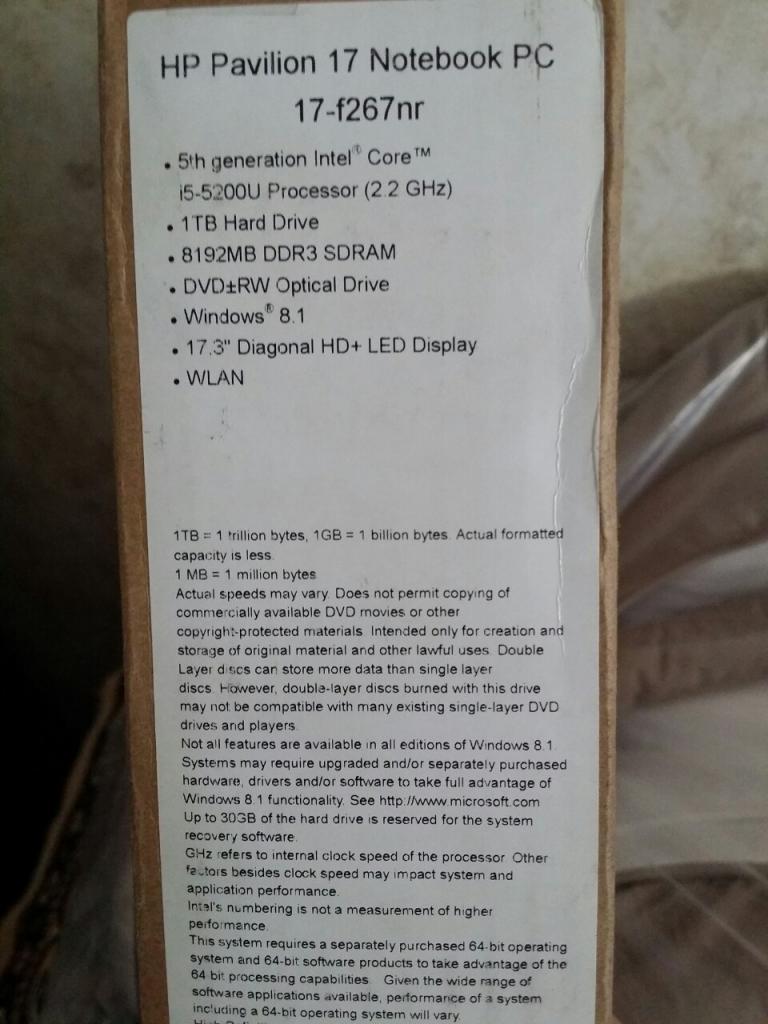 HP Pavilion 17 Notebook PC
17-f267nr
• 5th generation Intel® Core™
i5-5200U Processor (2.2 GHz)
• 1TB Hard Drive
• 8192MB DDR3 SDRAM
• DVD±RW Optical Drive
• Windows® 8.1
• 17.3" Diagonal HD+ LED Display
• WLAN
1TB = 1 trillion bytes, 1GB = 1 billion bytes. Actual formatted
capacity is less.
1 MB = 1 million bytes
Actual speeds may vary. Does not permit copying of
commercially available DVD movies or other
copyright-protected materials. Intended only for creation and
storage of original material and other lawful uses. Double
Layer discs can store more data than single layer
discs. However, double-layer discs burned with this drive
may not be compatible with many existing single-layer DVD
drives and players.
Not all features are available in all editions of Windows 8.1.
Systems may require upgraded and/or separately purchased
hardware, drivers and/or software to take full advantage of
Windows 8.1 functionality. See http://www.microsoft.com
Up to 30GB of the hard drive is reserved for the system
recovery software.
GHz refers to internal clock speed of the processor. Other
factors besides clock speed may impact system and
application performance.
Intel's numbering is not a measurement of higher
performance.
This system requires a separately purchased 64-bit operating
system and 64-bit software products to take advantage of the
64 bit processing capabilities. Given the wide range of
software applications available, performance of a system
including a 64-bit operating system will vary.